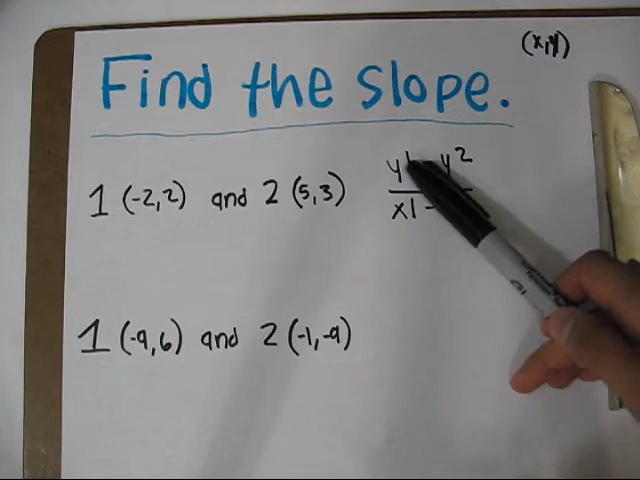 (x,y)
Find the slope.
1 (-2,2) and 2 (5,3)
y1 - y2
x1 -
1 (-9,6) and 2 (-1,-9)